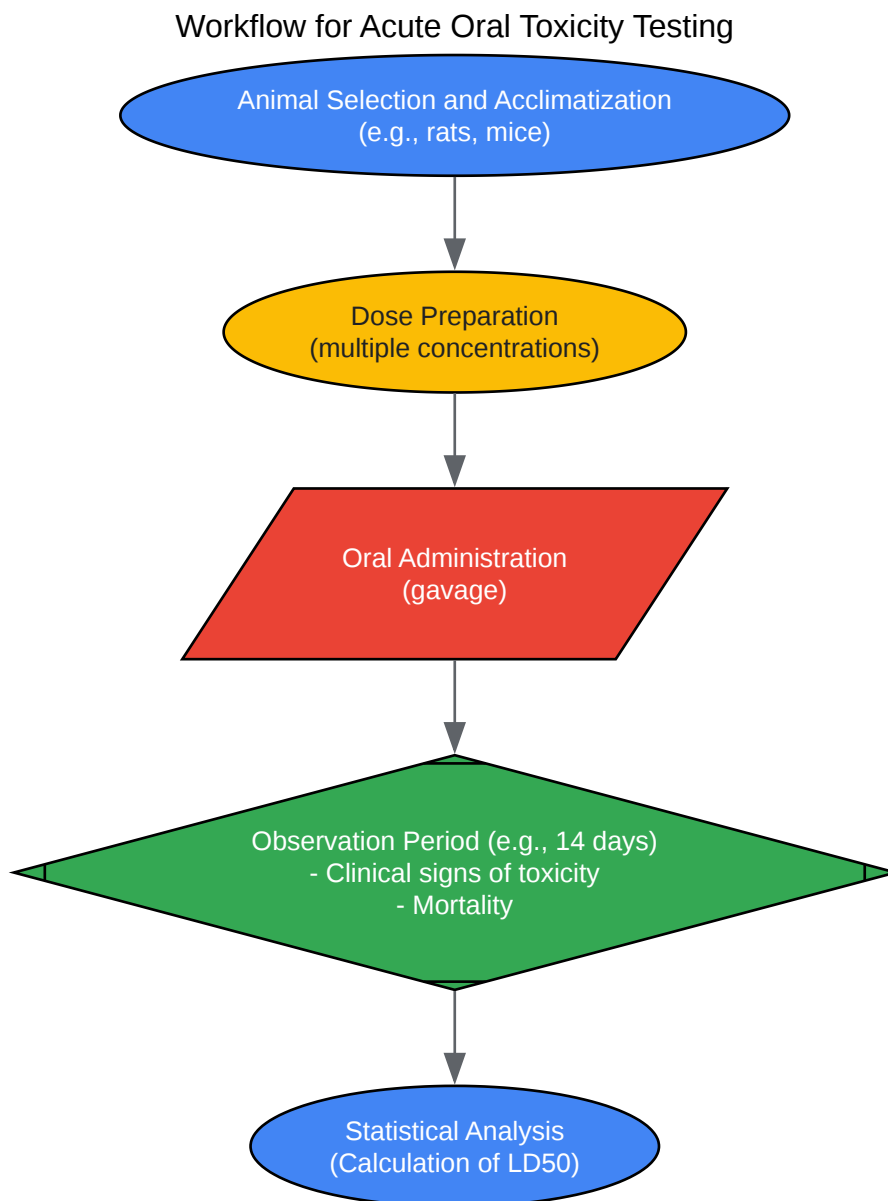 Workflow for Acute Oral Toxicity Testing
Animal Selection and Acclimatization
(e.g., rats, mice)
Dose Preparation
(multiple concentrations)
Oral Administration
(gavage)
Observation Period (e.g., 14 days)
- Clinical signs of toxicity
- Mortality
Statistical Analysis
(Calculation of LD50)